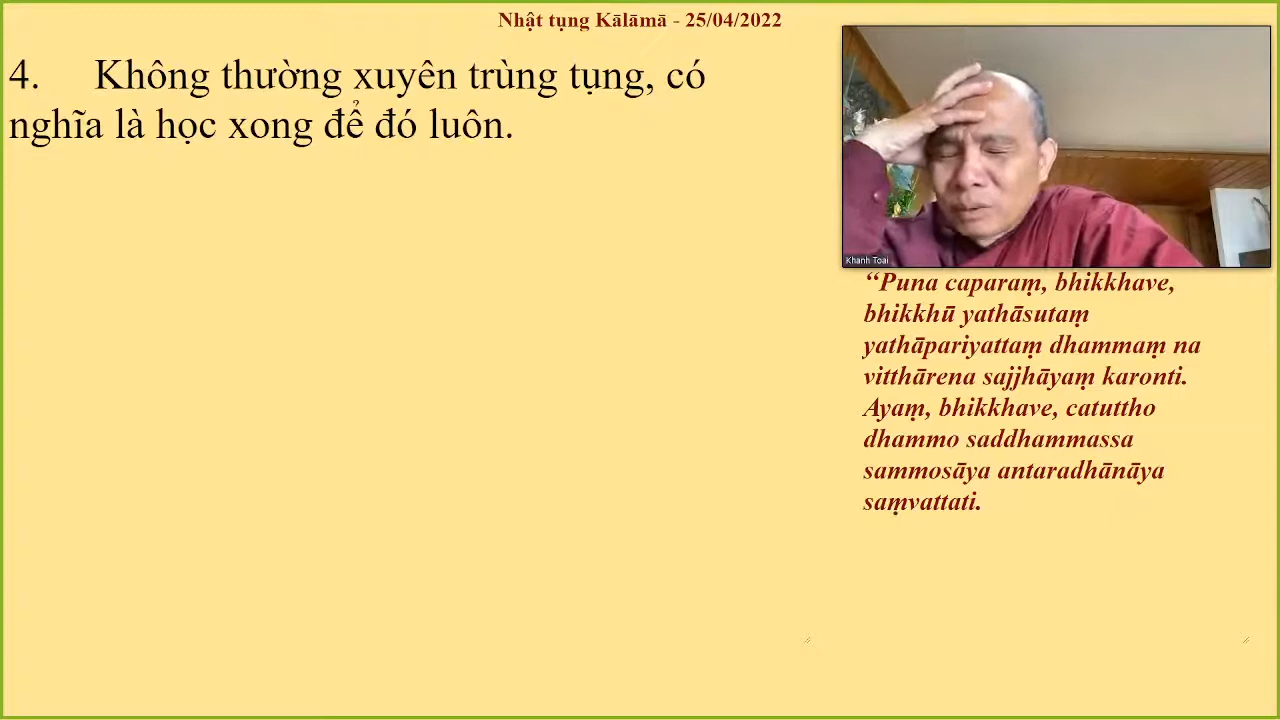 Nhật tụng Kālāmā - 25/04/2022
4. Không thường xuyên trùng tụng, có
nghĩa là học xong để đó luôn.
Khanh Toai
“Puna caparaṃ, bhikkhave,
bhikkhū yathāsutaṃ
yathāpariyattaṃ dhammaṃ na
vitthārena sajjhāyaṃ karonti.
Ayaṃ, bhikkhave, catuttho
dhammo saddhammassa
sammosāya antaradhānāya
saṃvattati.